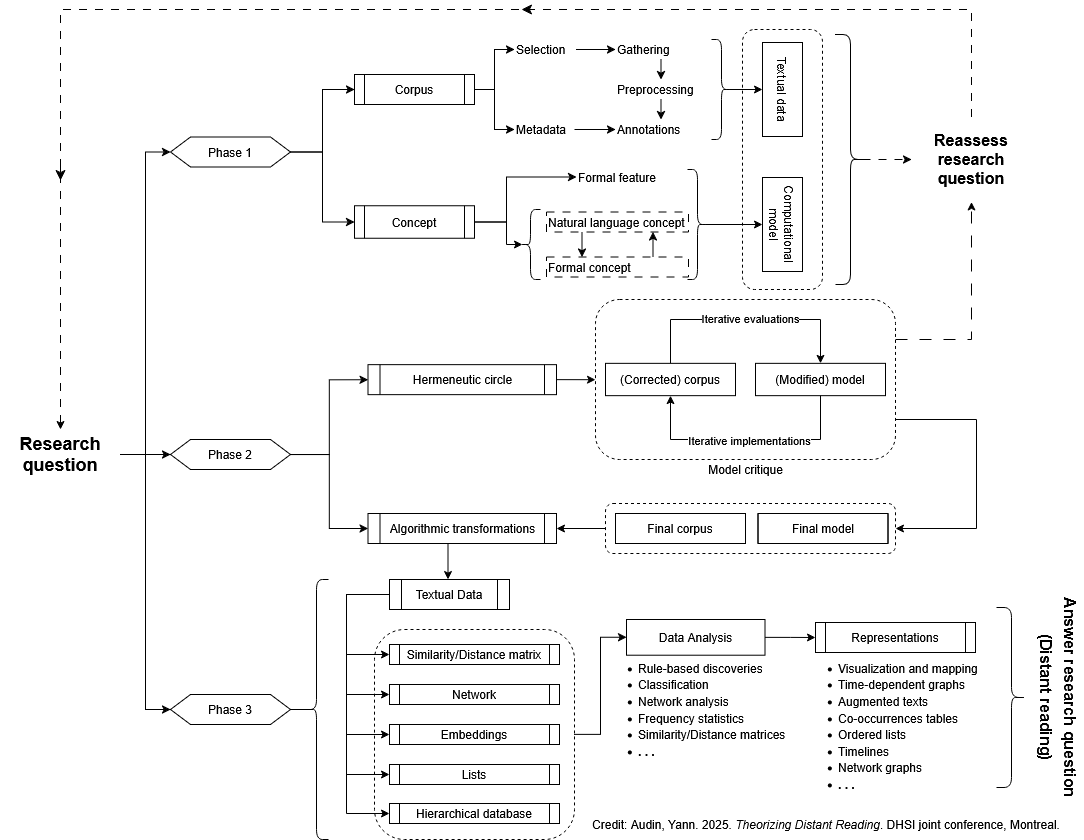 Selection
Gathering
Corpus
Preprocessing
Metadata
Annotations
Textual data
Phase 1
Reassess
research
question
Concept
Formal feature
Natural language concept
Formal concept
Computational
model
Research
question
Phase 2
Hermeneutic circle
Iterative evaluations
(Corrected) corpus
(Modified) model
Iterative implementations
Model critique
Algorithmic transformations
Final corpus
Final model
Phase 3
Textual Data
Similarity/Distance matrix
Network
Embeddings
Lists
Hierarchical database
Data Analysis
• Rule-based discoveries
• Classification
• Network analysis
• Frequency statistics
• Similarity/Distance matrices
• . . .
Representations
• Visualization and mapping
• Time-dependent graphs
• Augmented texts
• Co-occurrences tables
• Ordered lists
• Timelines
• Network graphs
• . . .
Answer research question
(Distant reading)
Credit: Audin, Yann. 2025. Theorizing Distant Reading. DHSI joint conference, Montreal.